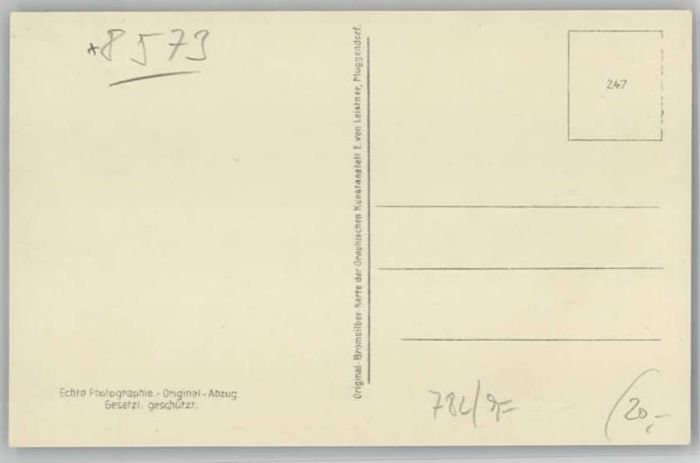 *8573
247
Original-Bromsilber-Karte der Graphischen Kunstanstalt E. von Leistner, Muggendorf.
Echte Photographie.-Original-Abzug.
Gesetzl. geschützt.
20,-